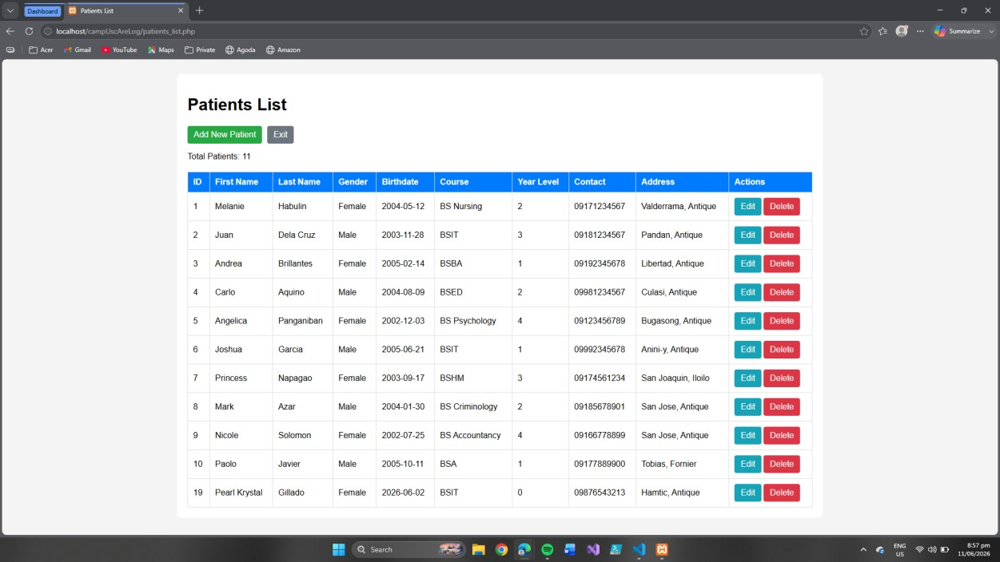 Dashboard
Patients List
localhost/campUscAreLog/patients_list.php
Summarize
Acer
Gmail
YouTube
Maps
Private
Agoda
Amazon
Patients List
Add New Patient
Exit
Total Patients: 11
ID First Name Last Name Gender Birthdate Course Year Level Contact Address Actions
1 Melanie Habulin Female 2004-05-12 BS Nursing 2 09171234567 Valderrama, Antique Edit Delete
2 Juan Dela Cruz Male 2003-11-28 BSIT 3 09181234567 Pandan, Antique Edit Delete
3 Andrea Brillantes Female 2005-02-14 BSBA 1 09192345678 Libertad, Antique Edit Delete
4 Carlo Aquino Male 2004-08-09 BSED 2 09981234567 Culasi, Antique Edit Delete
5 Angelica Panganiban Female 2002-12-03 BS Psychology 4 09123456789 Bugasong, Antique Edit Delete
6 Joshua Garcia Male 2005-06-21 BSIT 1 09992345678 Anini-y, Antique Edit Delete
7 Princess Napagao Female 2003-09-17 BSHM 3 09174561234 San Joaquin, Iloilo Edit Delete
8 Mark Azar Male 2004-01-30 BS Criminology 2 09185678901 San Jose, Antique Edit Delete
9 Nicole Solomon Female 2002-07-25 BS Accountancy 4 09166778899 San Jose, Antique Edit Delete
10 Paolo Javier Male 2005-10-11 BSA 1 09177889900 Tobias, Fornier Edit Delete
19 Pearl Krystal Gillado Female 2026-06-02 BSIT 0 09876543213 Hamtic, Antique Edit Delete
Search
ENG
US
8:57 pm
11/06/2026